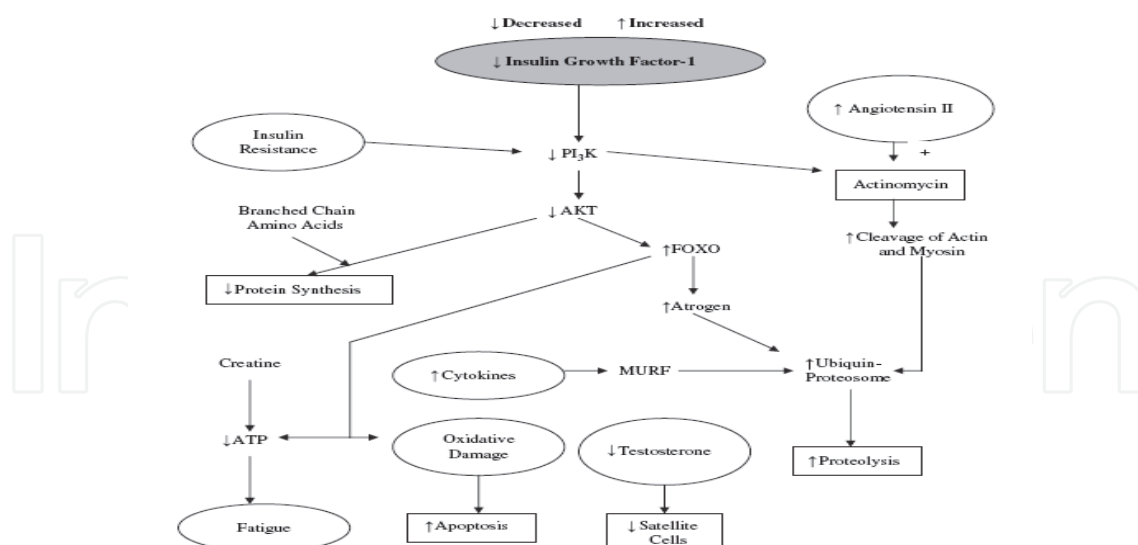 ↓ Decreased ↑ Increased
↓ Insulin Growth Factor-1
↑ Angiotensin II
Insulin
Resistance
↓ PI₃K
+
Actinomycin
Branched Chain
Amino Acids
↓ AKT
↑ Cleavage of Actin
and Myosin
↑FOXO
↓Protein Synthesis
↑Atrogen
Creatine
↑Cytokines
MURF
↑Ubiquin-
Proteosome
↓ATP
Oxidative
Damage
↓Testosterone
↑Proteolysis
Fatigue
↑Apoptosis
↓ Satellite
Cells